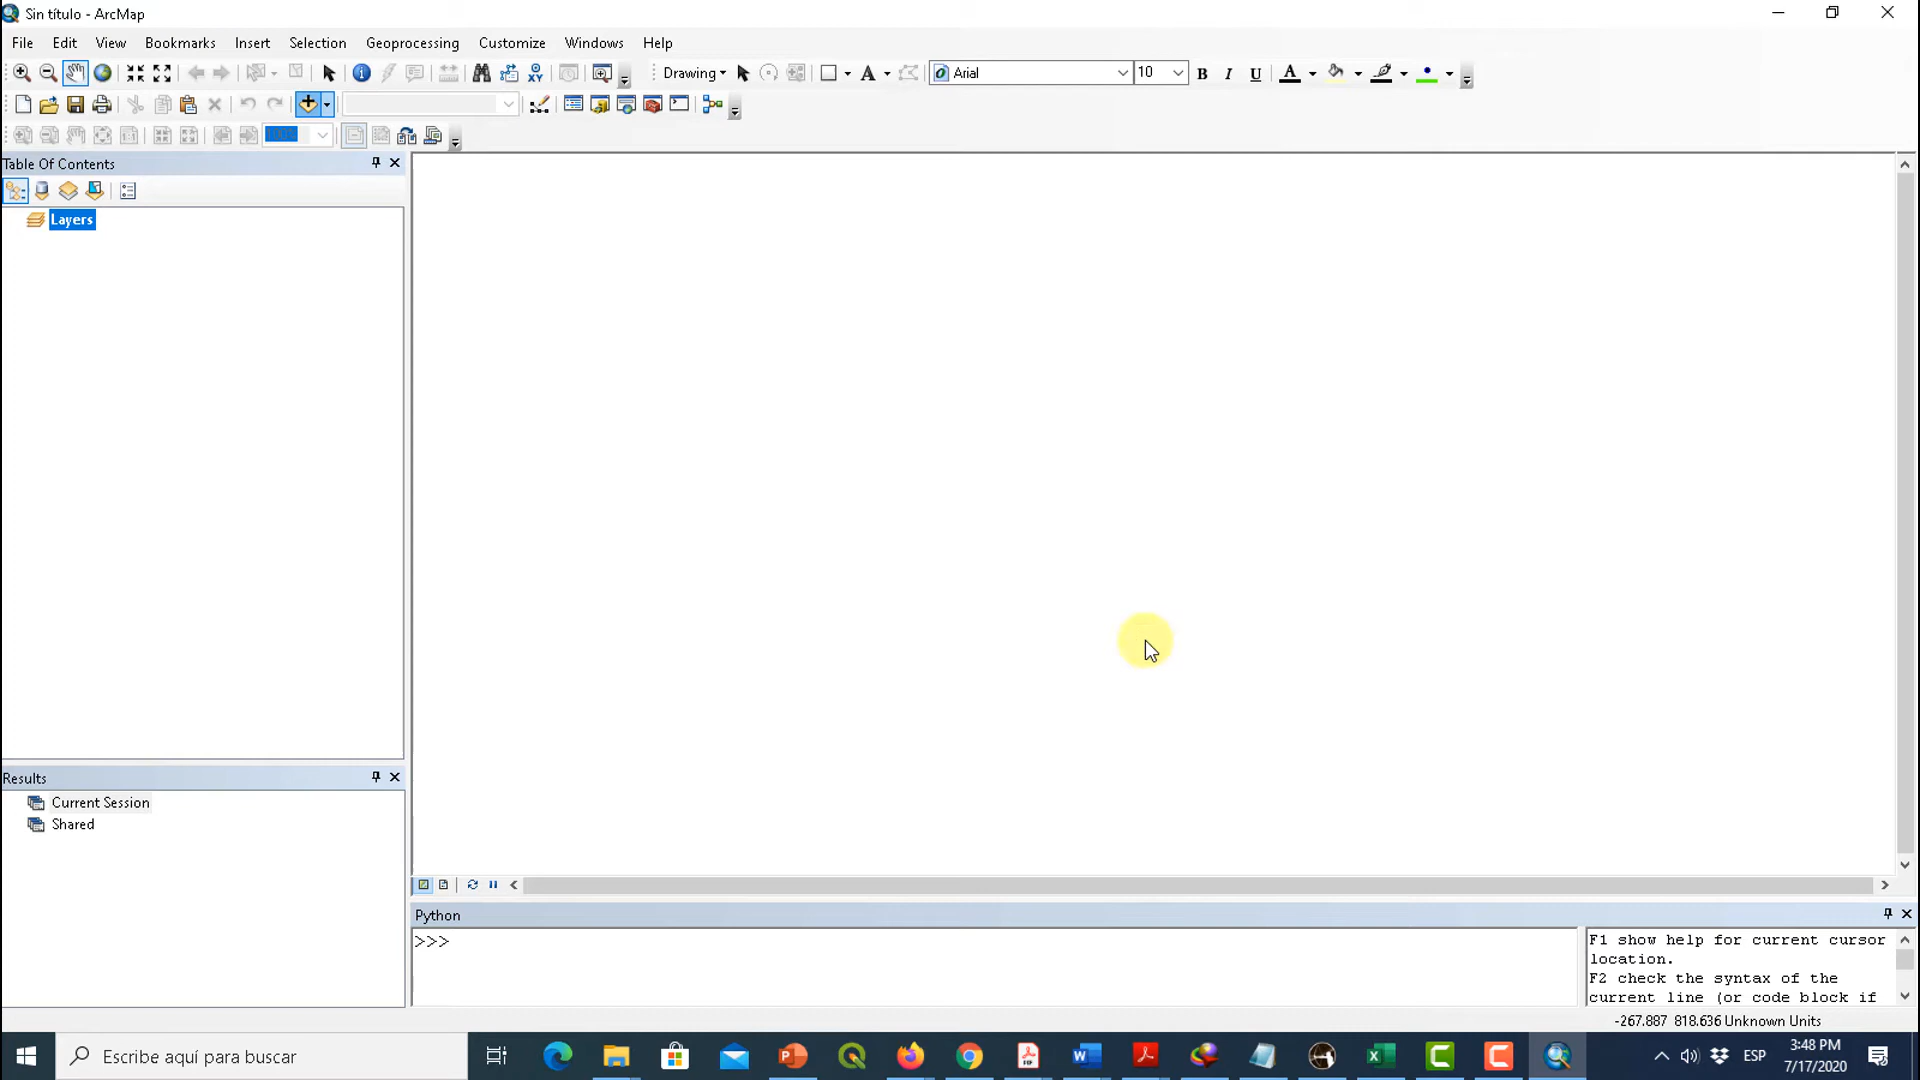 Sin título - ArcMap
File Edit View Bookmarks Insert Selection Geoprocessing Customize Windows Help
Drawing Arial 10 B I U A
Table Of Contents
Layers
Results
Current Session
Shared
Python
>>>
F1 show help for current cursor
location.
F2 check the syntax of the
current line (or code block if
-267.887 818.636 Unknown Units
Escribe aquí para buscar
ESP
3:48 PM
7/17/2020